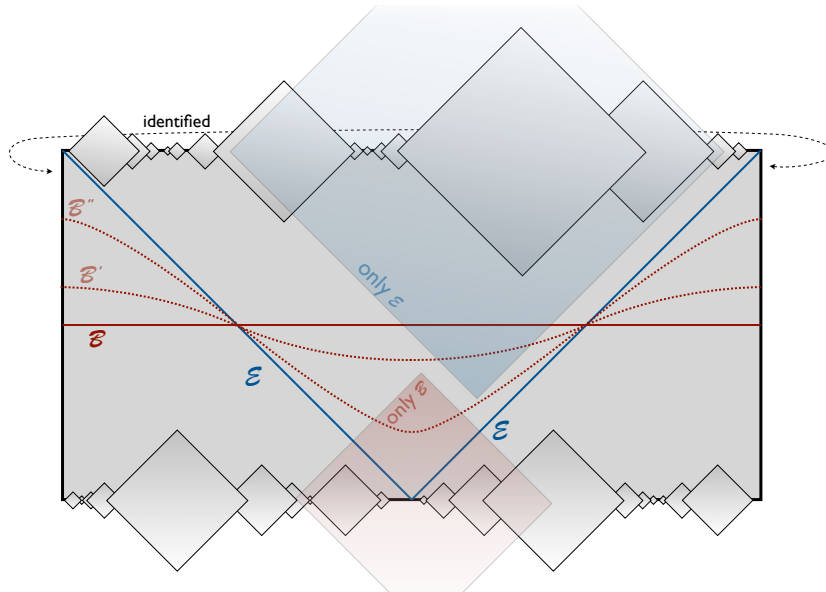 identified
ℬ''
ℬ'
only ℰ
ℬ
ℰ
only ℬ
ℰ